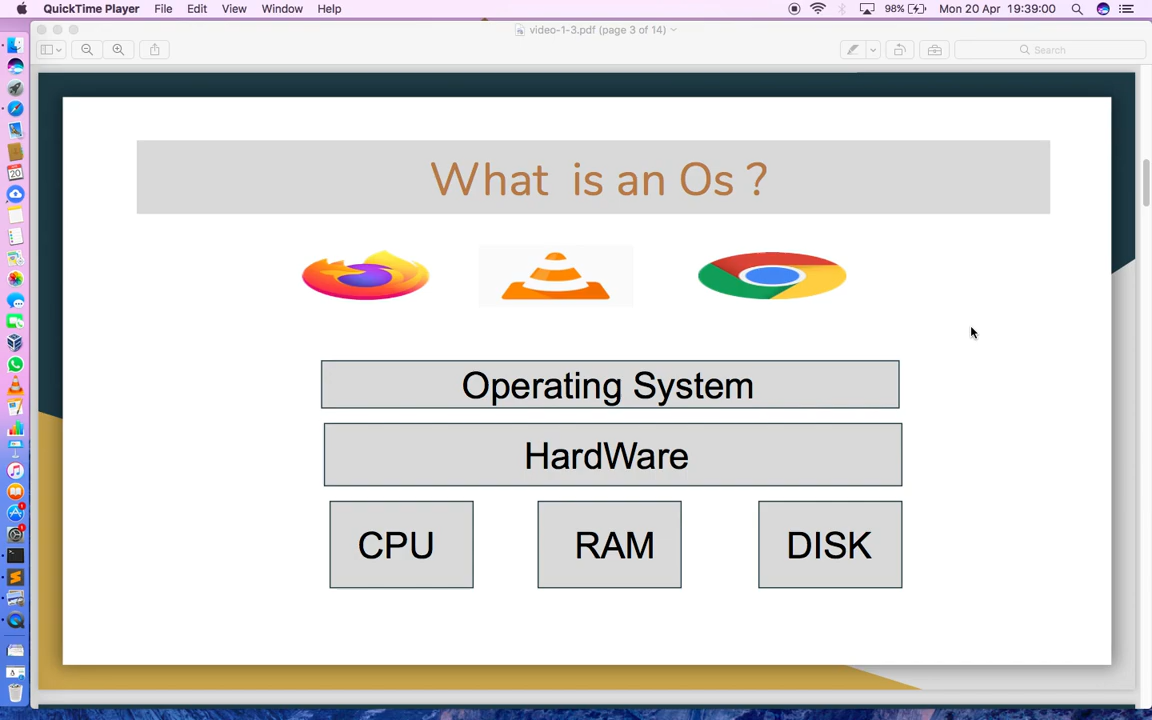 QuickTime Player File Edit View Window Help 98% Mon 20 Apr 19:39:00
video-1-3.pdf (page 3 of 14)
Search
What is an Os ?
Operating System
HardWare
CPU RAM DISK